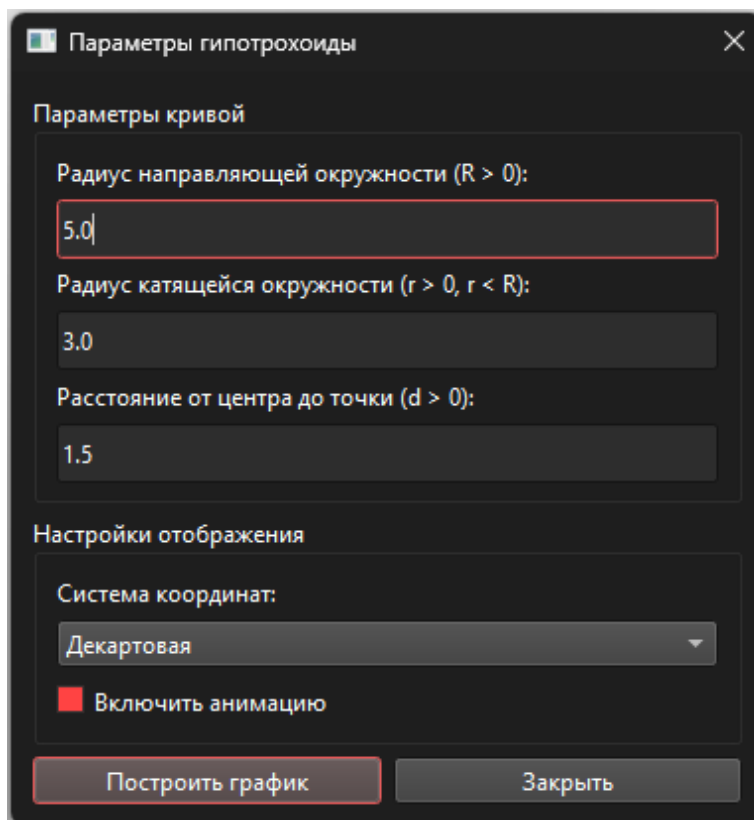 Параметры гипотрохоиды
Параметры кривой
Радиус направляющей окружности (R > 0):
5.0
Радиус катящейся окружности (r > 0, r < R):
3.0
Расстояние от центра до точки (d > 0):
1.5
Настройки отображения
Система координат:
Декартовая
Включить анимацию
Построить график
Закрыть